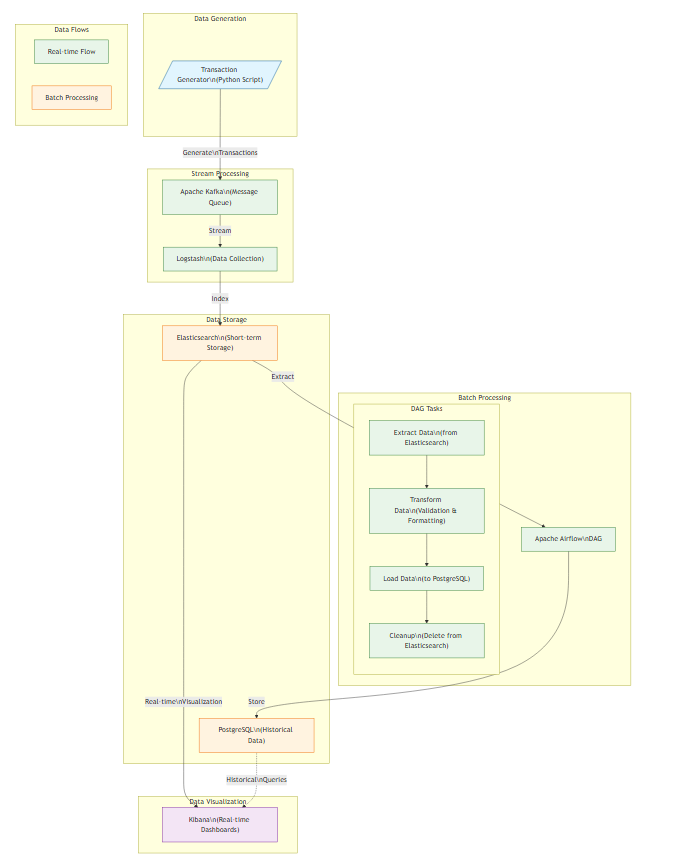 Data Flows
Real-time Flow
Batch Processing
Data Generation
Transaction
Generator\n(Python Script)
Generate\nTransactions
Stream Processing
Apache Kafka\n(Message
Queue)
Stream
Logstash\n(Data Collection)
Index
Data Storage
Elasticsearch\n(Short-term
Storage)
Extract
Batch Processing
DAG Tasks
Extract Data\n(from
Elasticsearch)
Transform
Data\n(Validation &
Formatting)
Apache Airflow\nDAG
Load Data\n(to PostgreSQL)
Cleanup\n(Delete from
Elasticsearch)
Real-time\nVisualization
Store
PostgreSQL\n(Historical
Data)
Historical\nQueries
Data Visualization
Kibana\n(Real-time
Dashboards)